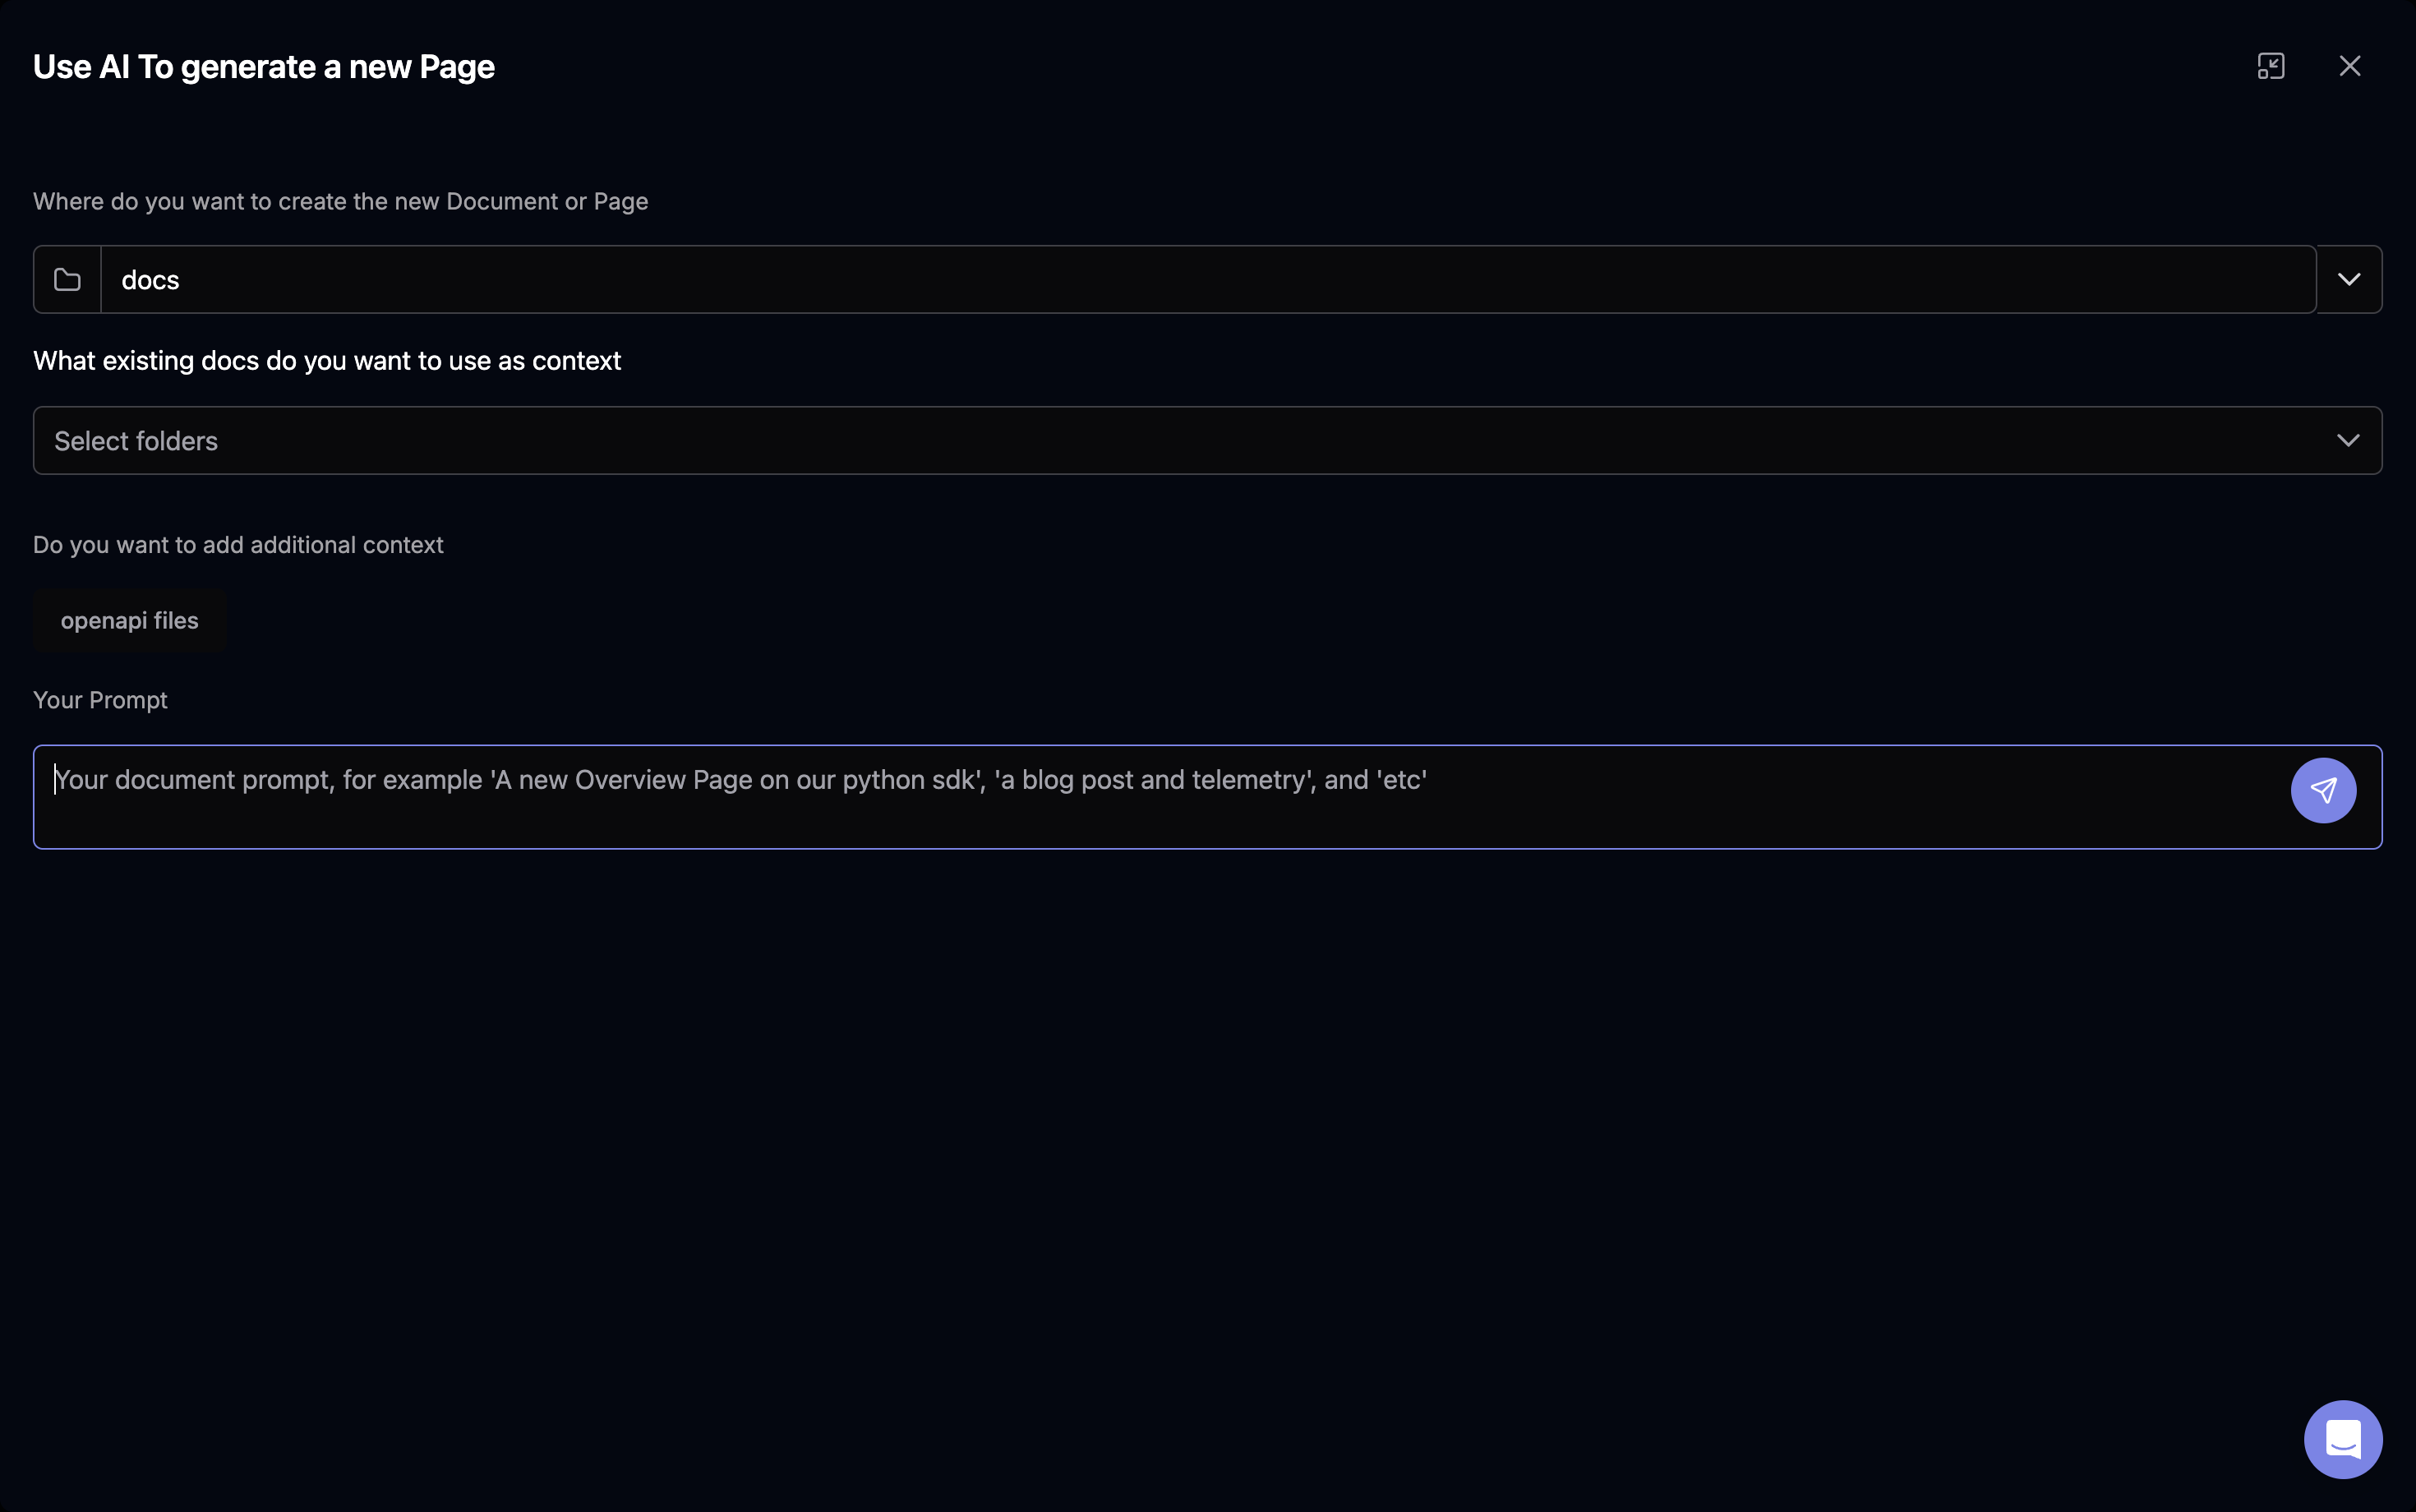 Use AI To generate a new Page
Where do you want to create the new Document or Page
docs
What existing docs do you want to use as context
Select folders
Do you want to add additional context
openapi files
Your Prompt
Your document prompt, for example 'A new Overview Page on our python sdk', 'a blog post and telemetry', and 'etc'